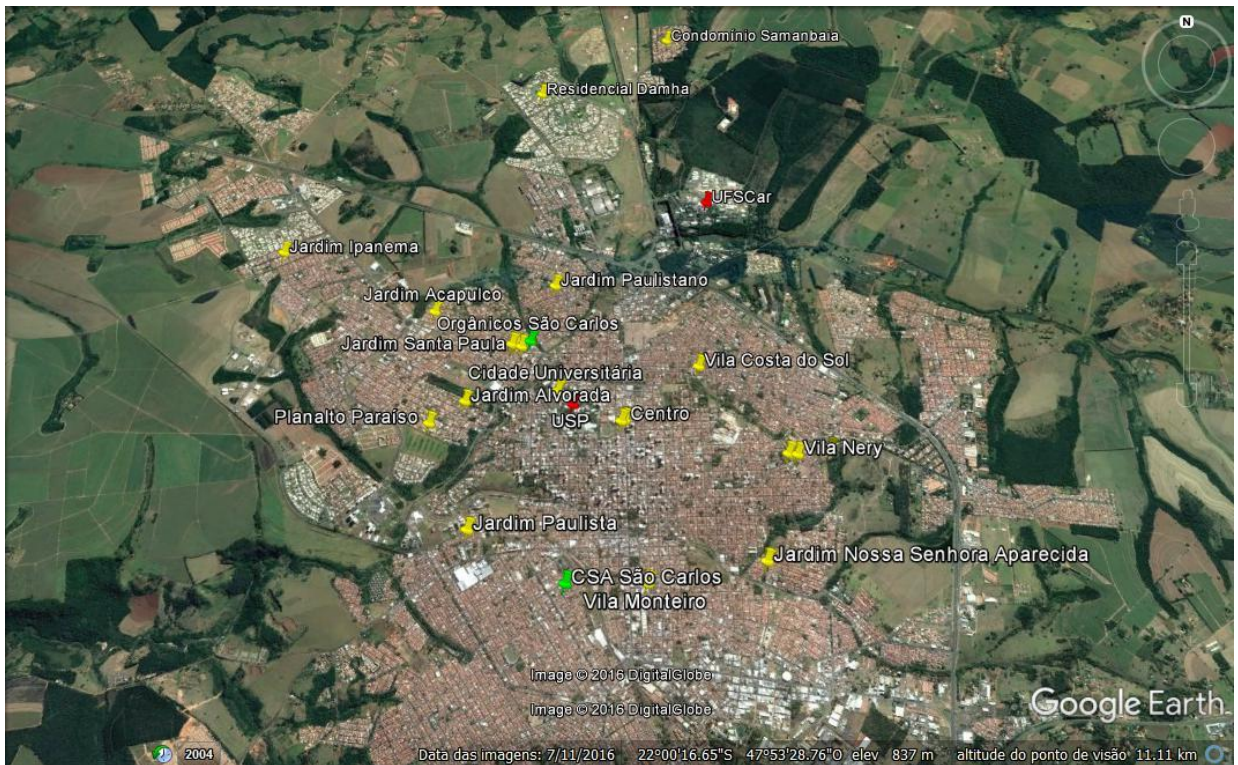 N
Condomínio Samanbaia
Residencial Damha
UFSCar
Jardim Ipanema
Jardim Paulistano
Jardim Acapulco
Orgânicos São Carlos
Jardim Santa Paula
Vila Costa do Sol
Cidade Universitária
Jardim Alvorada
Planalto Paraíso
USP
Centro
Vila Nery
Jardim Paulista
Jardim Nossa Senhora Aparecida
CSA São Carlos
Vila Monteiro
Image © 2016 DigitalGlobe
Image © 2016 DigitalGlobe
Google Earth
2004
Data das imagens: 7/11/2016 22°00'16.65"S 47°53'28.76"O elev 837 m altitude do ponto de visão 11.11 km